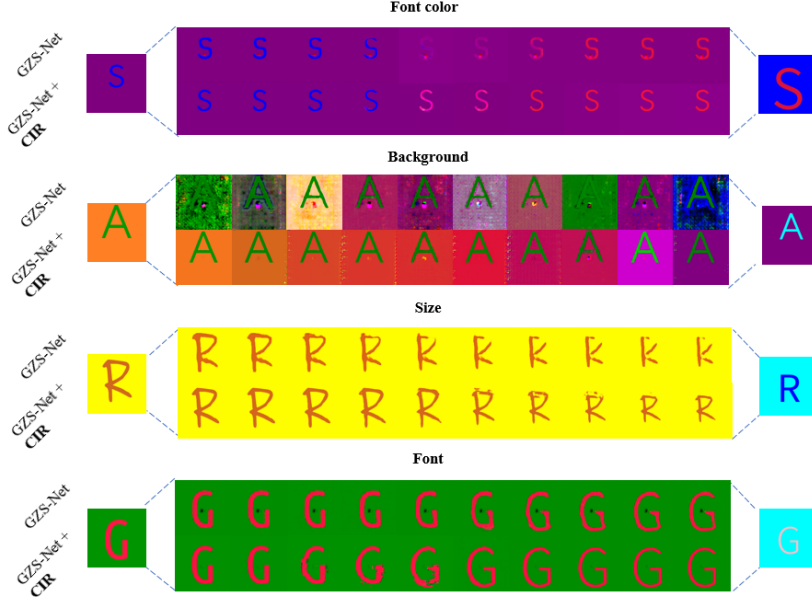 Font color
GZS-Net
S S S S S S S S S S
S
S
GZS-Net +
CIR
S S S S S S S S S S
Background
GZS-Net
A A A A A A A A A A
A
A
GZS-Net +
CIR
A A A A A A A A A A
Size
GZS-Net
R R R R R R R R R R
R
R
GZS-Net +
CIR
R R R R R R R R R R
Font
GZS-Net
G G G G G G G G G G
G
G
GZS-Net +
CIR
G G G G G G G G G G